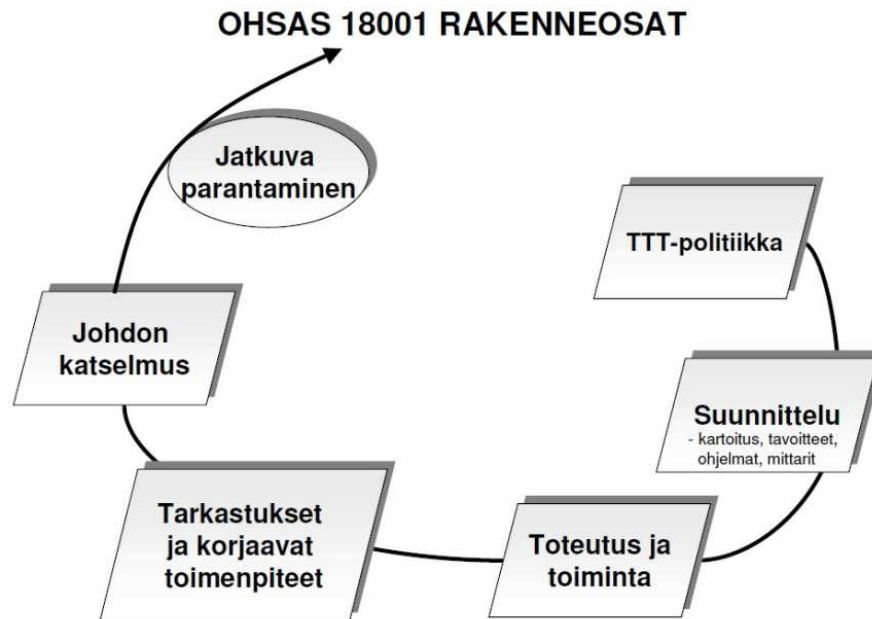 OHSAS 18001 RAKENNEOSAT
Jatkuva
parantaminen
TTT-politiikka
Johdon
katselmus
Suunnittelu
- kartoitus, tavoitteet,
ohjelmat, mittarit
Tarkastukset
ja korjaavat
toimenpiteet
Toteutus ja
toiminta